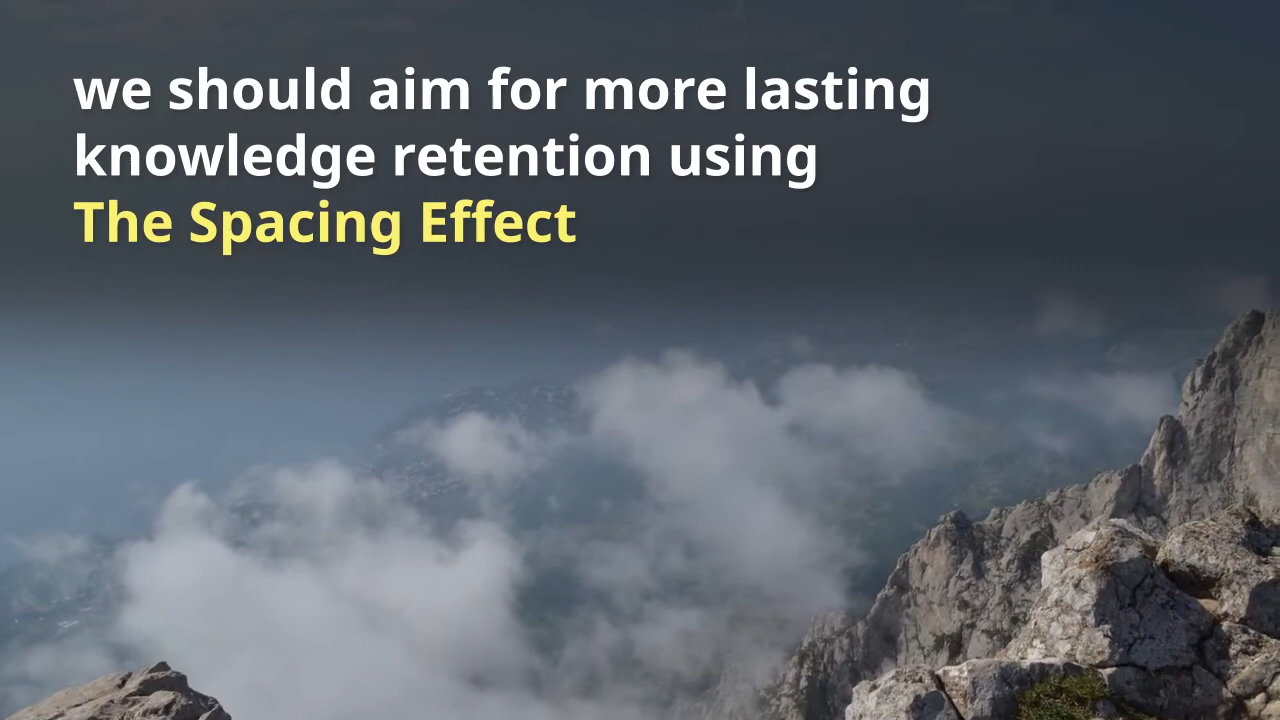 we should aim for more lasting
knowledge retention using
The Spacing Effect